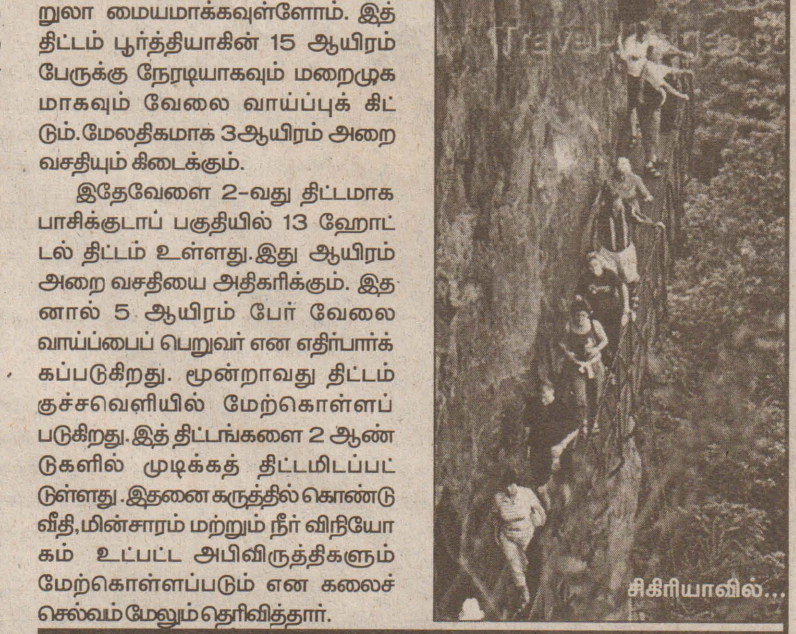 றுலா மையமாக்கவுள்ளோம். இத்
திட்டம் பூர்த்தியாகின் 15 ஆயிரம்
பேருக்கு நேரடியாகவும் மறைமுக
மாகவும் வேலை வாய்ப்புக் கிட்
டும்.மேலதிகமாக 3ஆயிரம் அறை
வசதியும் கிடைக்கும்.
இதேவேளை 2-வது திட்டமாக
பாசிக்குடாப் பகுதியில் 13 ஹோட்
டல் திட்டம் உள்ளது.இது ஆயிரம்
அறை வசதியை அதிகரிக்கும். இத
னால் 5 ஆயிரம் பேர் வேலை
வாய்ப்பைப் பெறுவர் என எதிர்பார்க்
கப்படுகிறது. மூன்றாவது திட்டம்
குச்சவெளியில் மேற்கொள்ளப்
படுகிறது.இத் திட்டங்களை 2 ஆண்
டுகளில் முடிக்கத் திட்டமிடப்பட்
டுள்ளது.இதனை கருத்தில் கொண்டு
வீதி,மின்சாரம் மற்றும் நீர் விநியோ
கம் உட்பட்ட அபிவிருத்திகளும்
மேற்கொள்ளப்படும் என கலைச்
செல்வம் மேலும் தெரிவித்தார்.
சிகிரியாவில்...